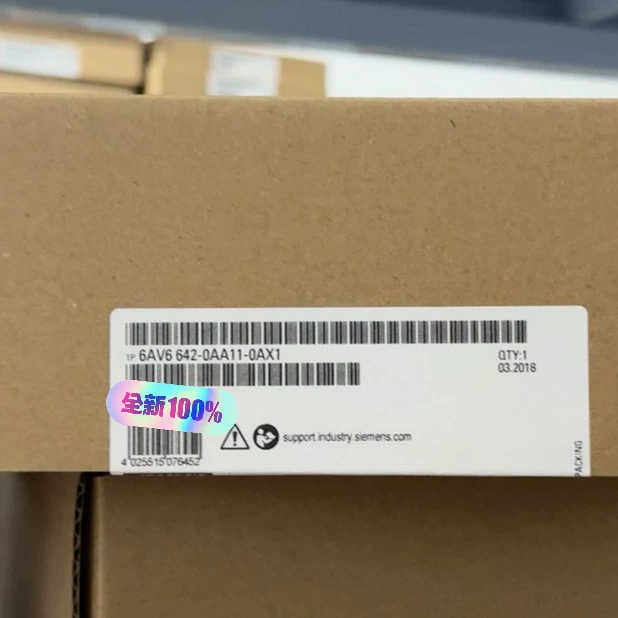 1P 6AV6 642-0AA11-0AX1
QTY:1
03.2018
全新100%
support.industry.siemens.com
4 025515 076452
PACKING